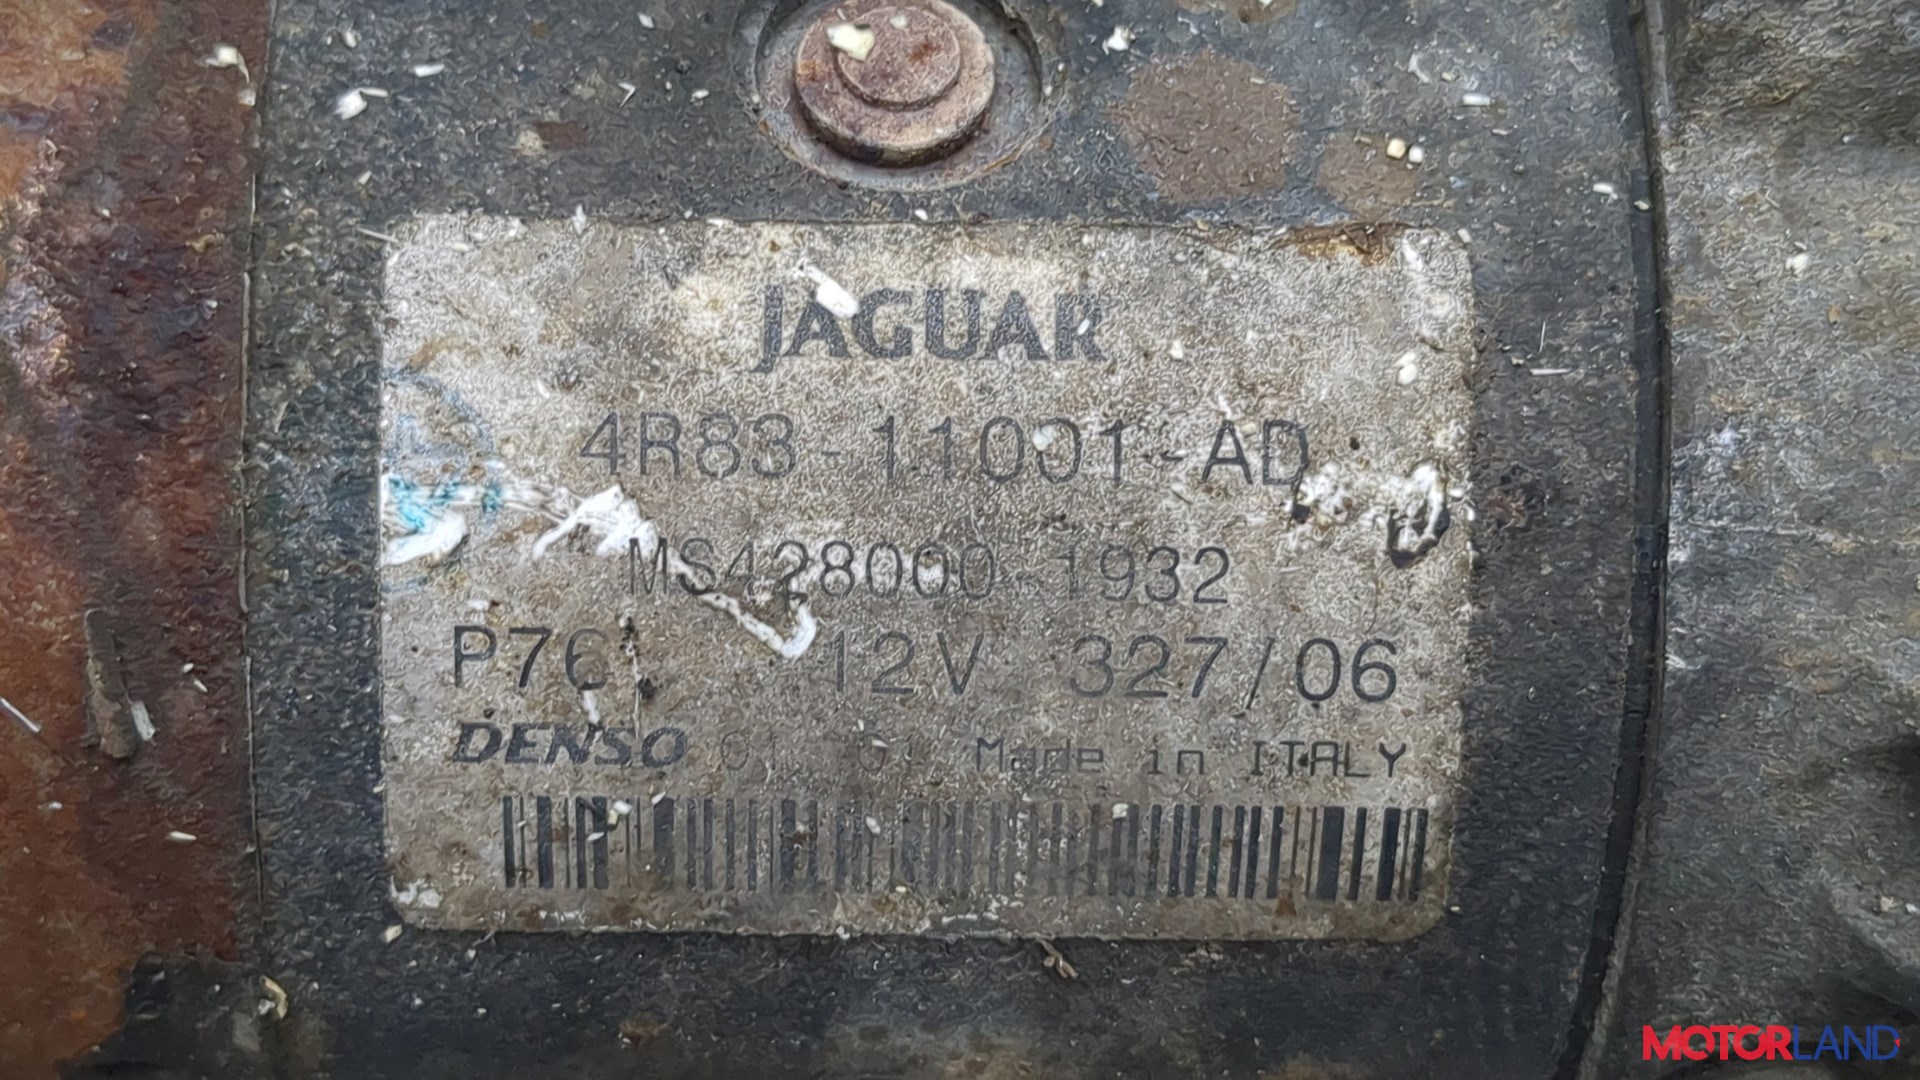 JAGUAR
4R83-11001-AD
MS428000-1932
12V 327/06
DENSO Made in ITALY
MOTORLAND